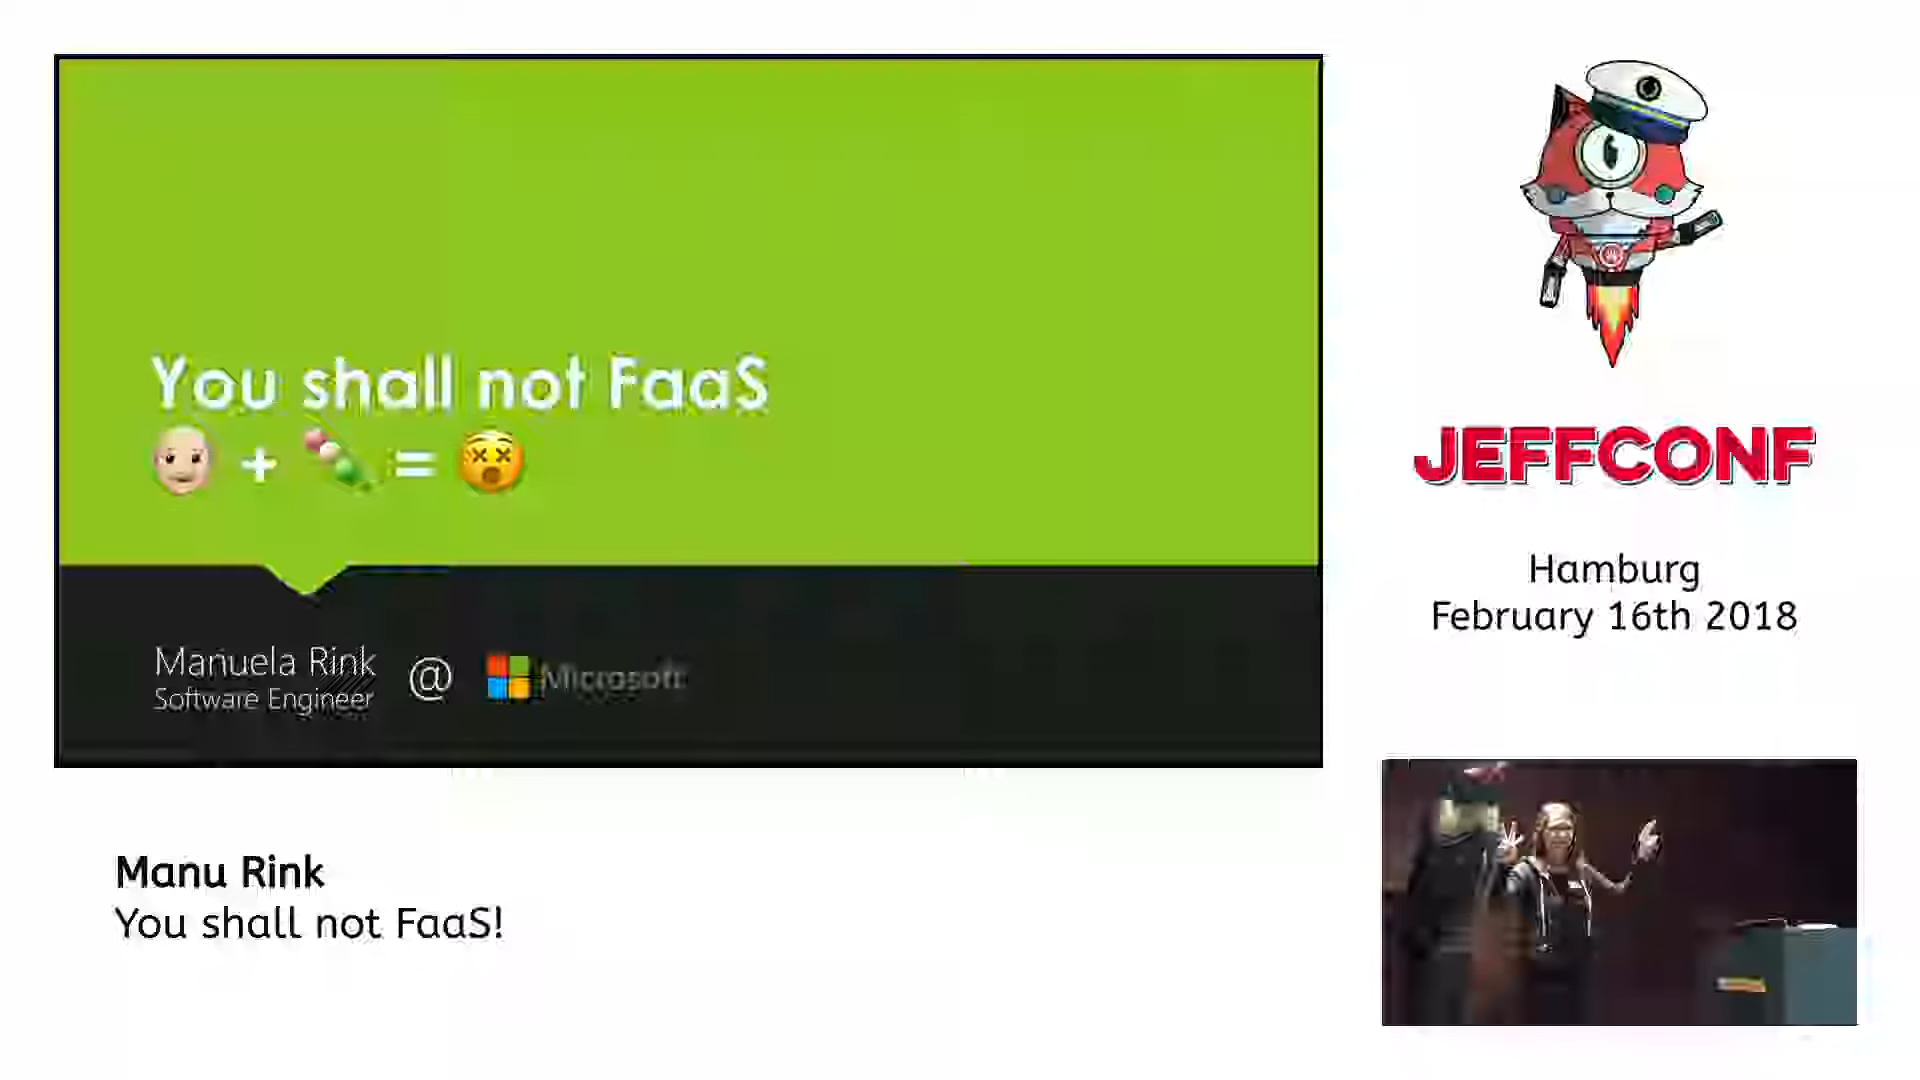 You shall not FaaS
+ =
Manuela Rink
Software Engineer
@
Microsoft
JEFFCONF
Hamburg
February 16th 2018
Manu Rink
You shall not FaaS!